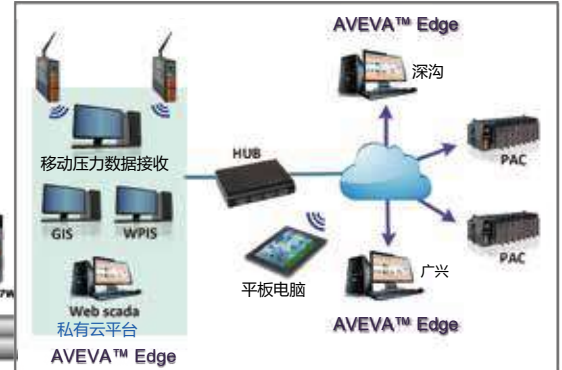 AVEVA™ Edge
深沟
移动压力数据接收
HUB
PAC
GIS
WPIS
PAC
平板电脑
广兴
Web scada
私有云平台
AVEVA™ Edge
AVEVA™ Edge